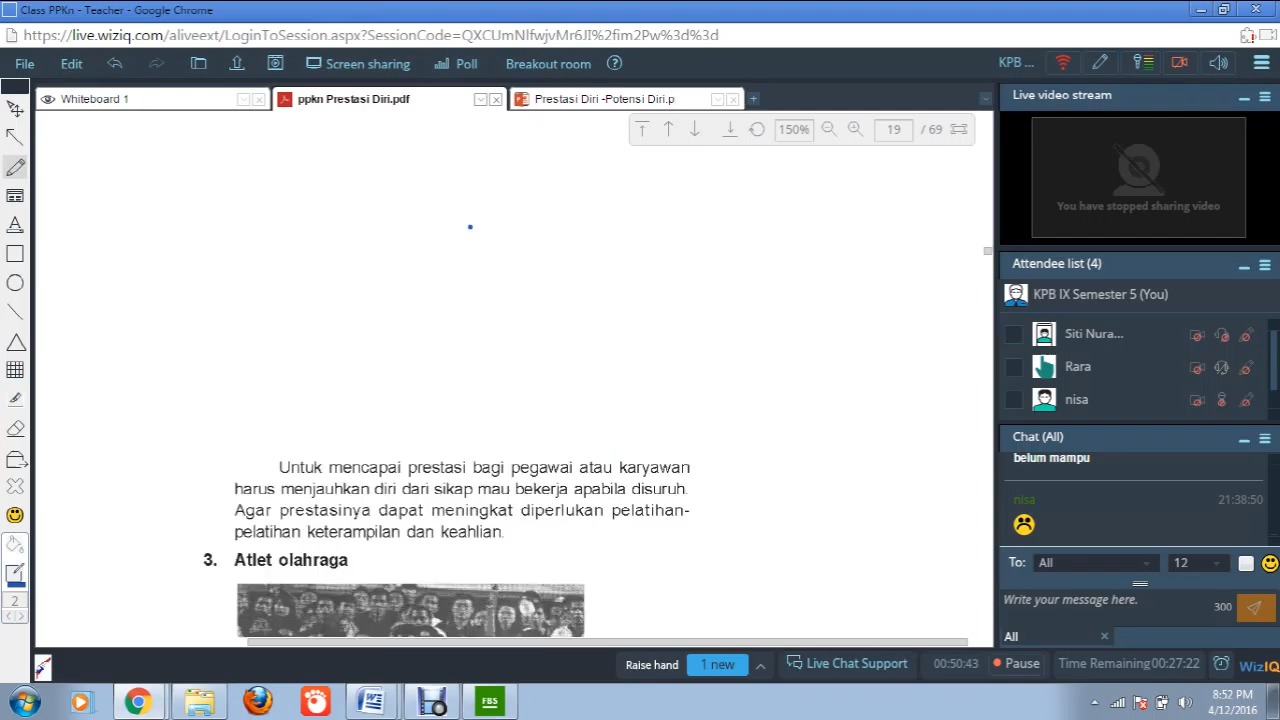 Class PPKn - Teacher - Google Chrome
https://live.wiziq.com/aliveext/LoginToSession.aspx?SessionCode=QXCUmNlfwjvMr6JI%2fim2Pw%3d%3d
File Edit Screen sharing Poll Breakout room KPB ...
Whiteboard 1 ppkn Prestasi Diri.pdf Prestasi Diri -Potensi Diri.p
150% 19 / 69
Live video stream
You have stopped sharing video
Attendee list (4)
KPB IX Semester 5 (You)
Siti Nura...
Rara
nisa
Chat (All)
belum mampu
nisa 21:38:50
To: All 12
Write your message here. 300
All
Untuk mencapai prestasi bagi pegawai atau karyawan
harus menjauhkan diri dari sikap mau bekerja apabila disuruh.
Agar prestasinya dapat meningkat diperlukan pelatihan-
pelatihan keterampilan dan keahlian.
3. Atlet olahraga
2
Raise hand 1 new Live Chat Support 00:50:43 Pause Time Remaining 00:27:22 WizIQ
FBS
8:52 PM
4/12/2016